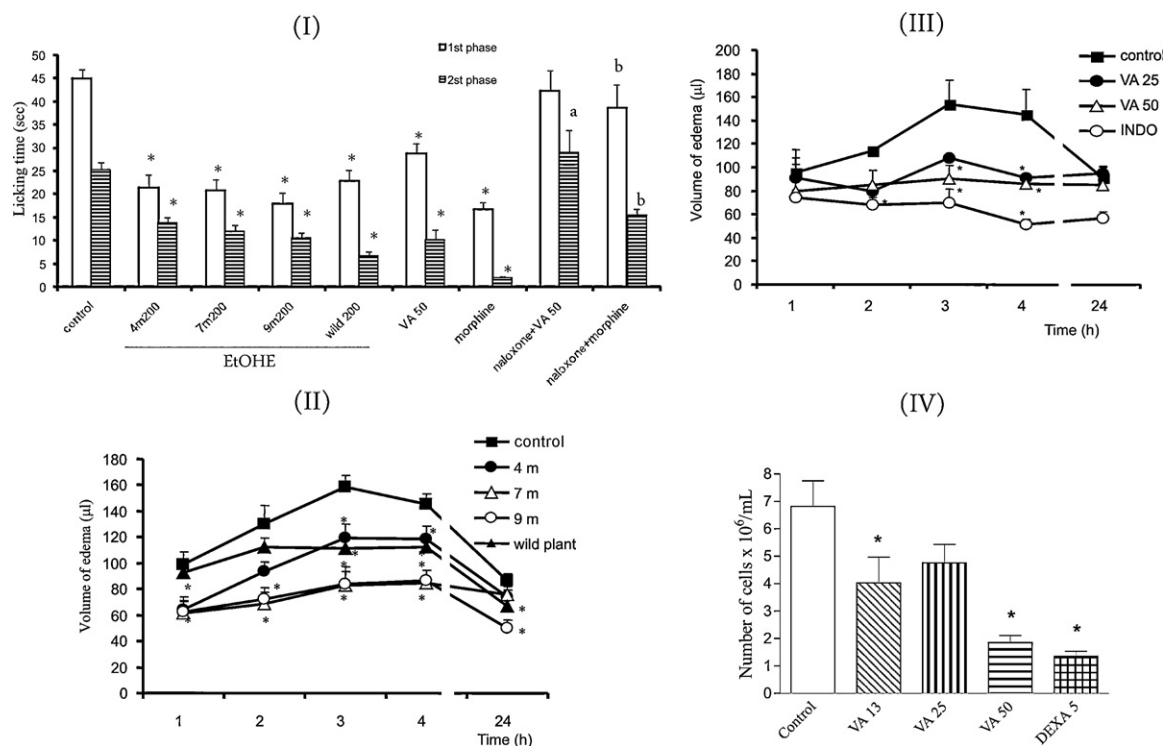 (I)
1st phase
2st phase
Licking time (sec)
50
45
40
35
30
25
20
15
10
5
0
* * * * * * * * * * * * a b b
control
4m200
7m200
9m200
wild 200
VA 50
morphine
naloxone+VA 50
naloxone+morphine
EtOHE
(III)
control
VA 25
VA 50
INDO
Volume of edema (µl)
200
180
160
140
120
100
80
60
40
20
0
* * * * * *
1 2 3 4 24
Time (h)
(II)
control
4 m
7 m
9 m
wild plant
Volume of edema (µl)
180
160
140
120
100
80
60
40
20
0
1 2 3 4 24
Time (h)
(IV)
Number of cells x 10⁶/mL
8
7
6
5
4
3
2
1
0
* * *
Control
VA 13
VA 25
VA 50
DEXA 5